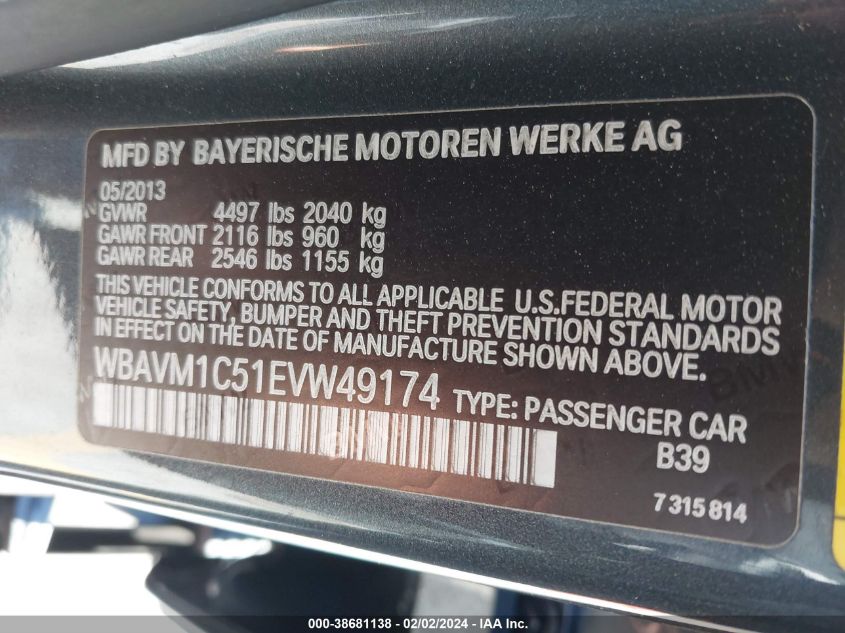 MFD BY BAYERISCHE MOTOREN WERKE AG
05/2013
GVWR 4497 lbs 2040 kg
GAWR FRONT 2116 lbs 960 kg
GAWR REAR 2546 lbs 1155 kg
THIS VEHICLE CONFORMS TO ALL APPLICABLE U.S.FEDERAL MOTOR
VEHICLE SAFETY, BUMPER AND THEFT PREVENTION STANDARDS
IN EFFECT ON THE DATE OF MANUFACTURE SHOWN ABOVE.
WBAVM1C51EVW49174 TYPE: PASSENGER CAR
B39
7 315 814
000-38681138 - 02/02/2024 - IAA Inc.